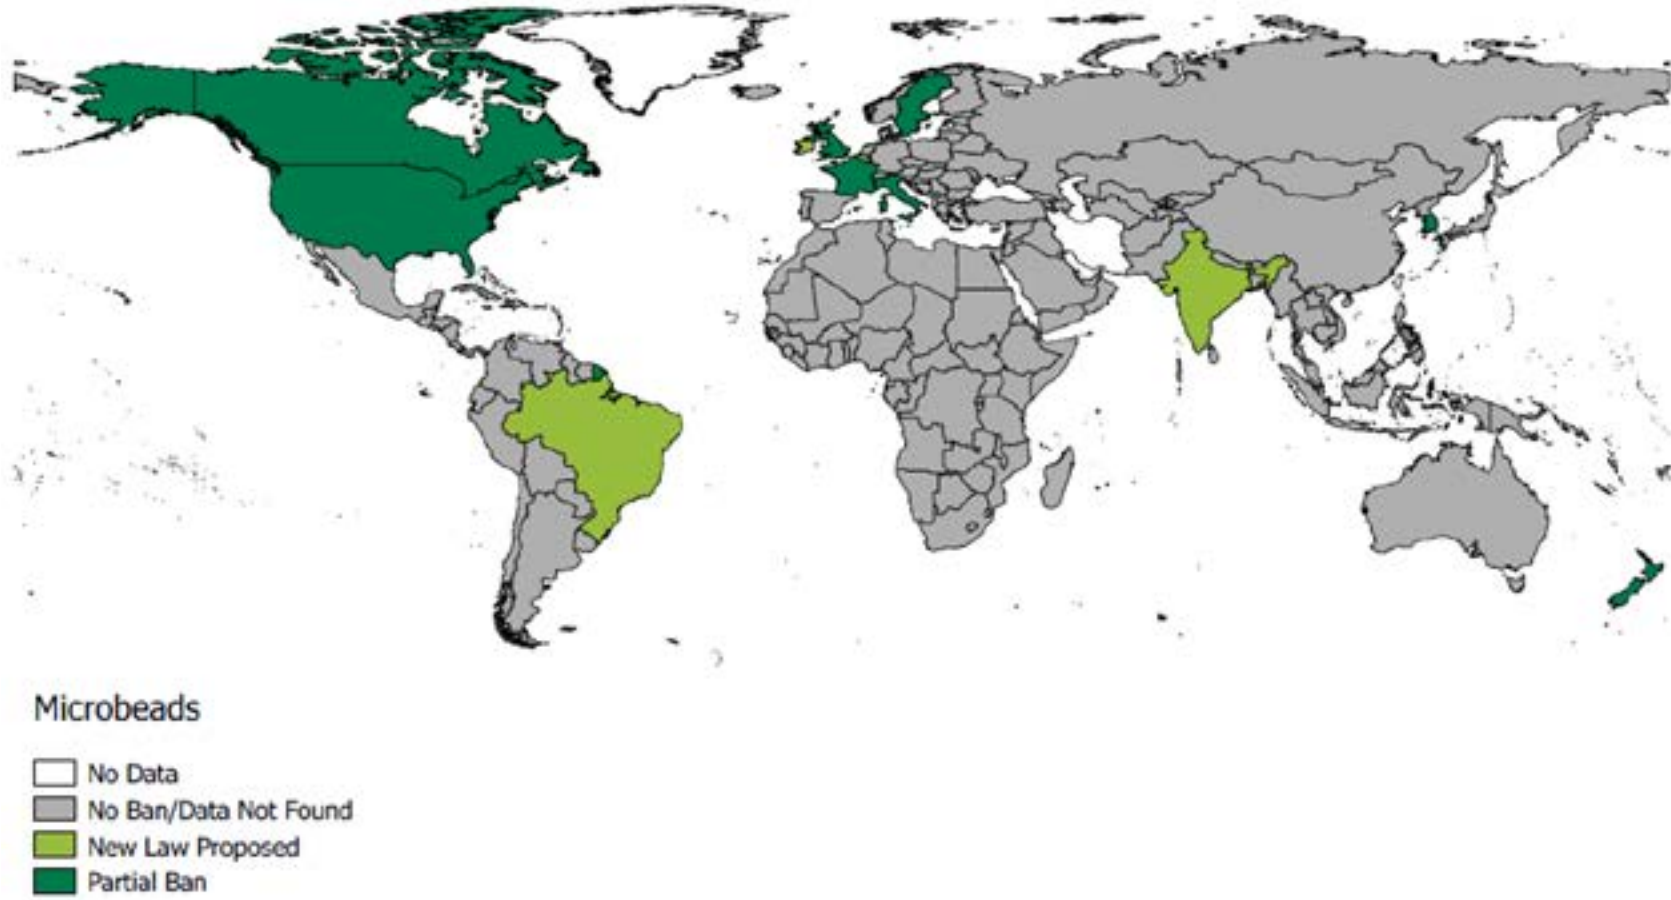 Microbeads
No Data
No Ban/Data Not Found
New Law Proposed
Partial Ban